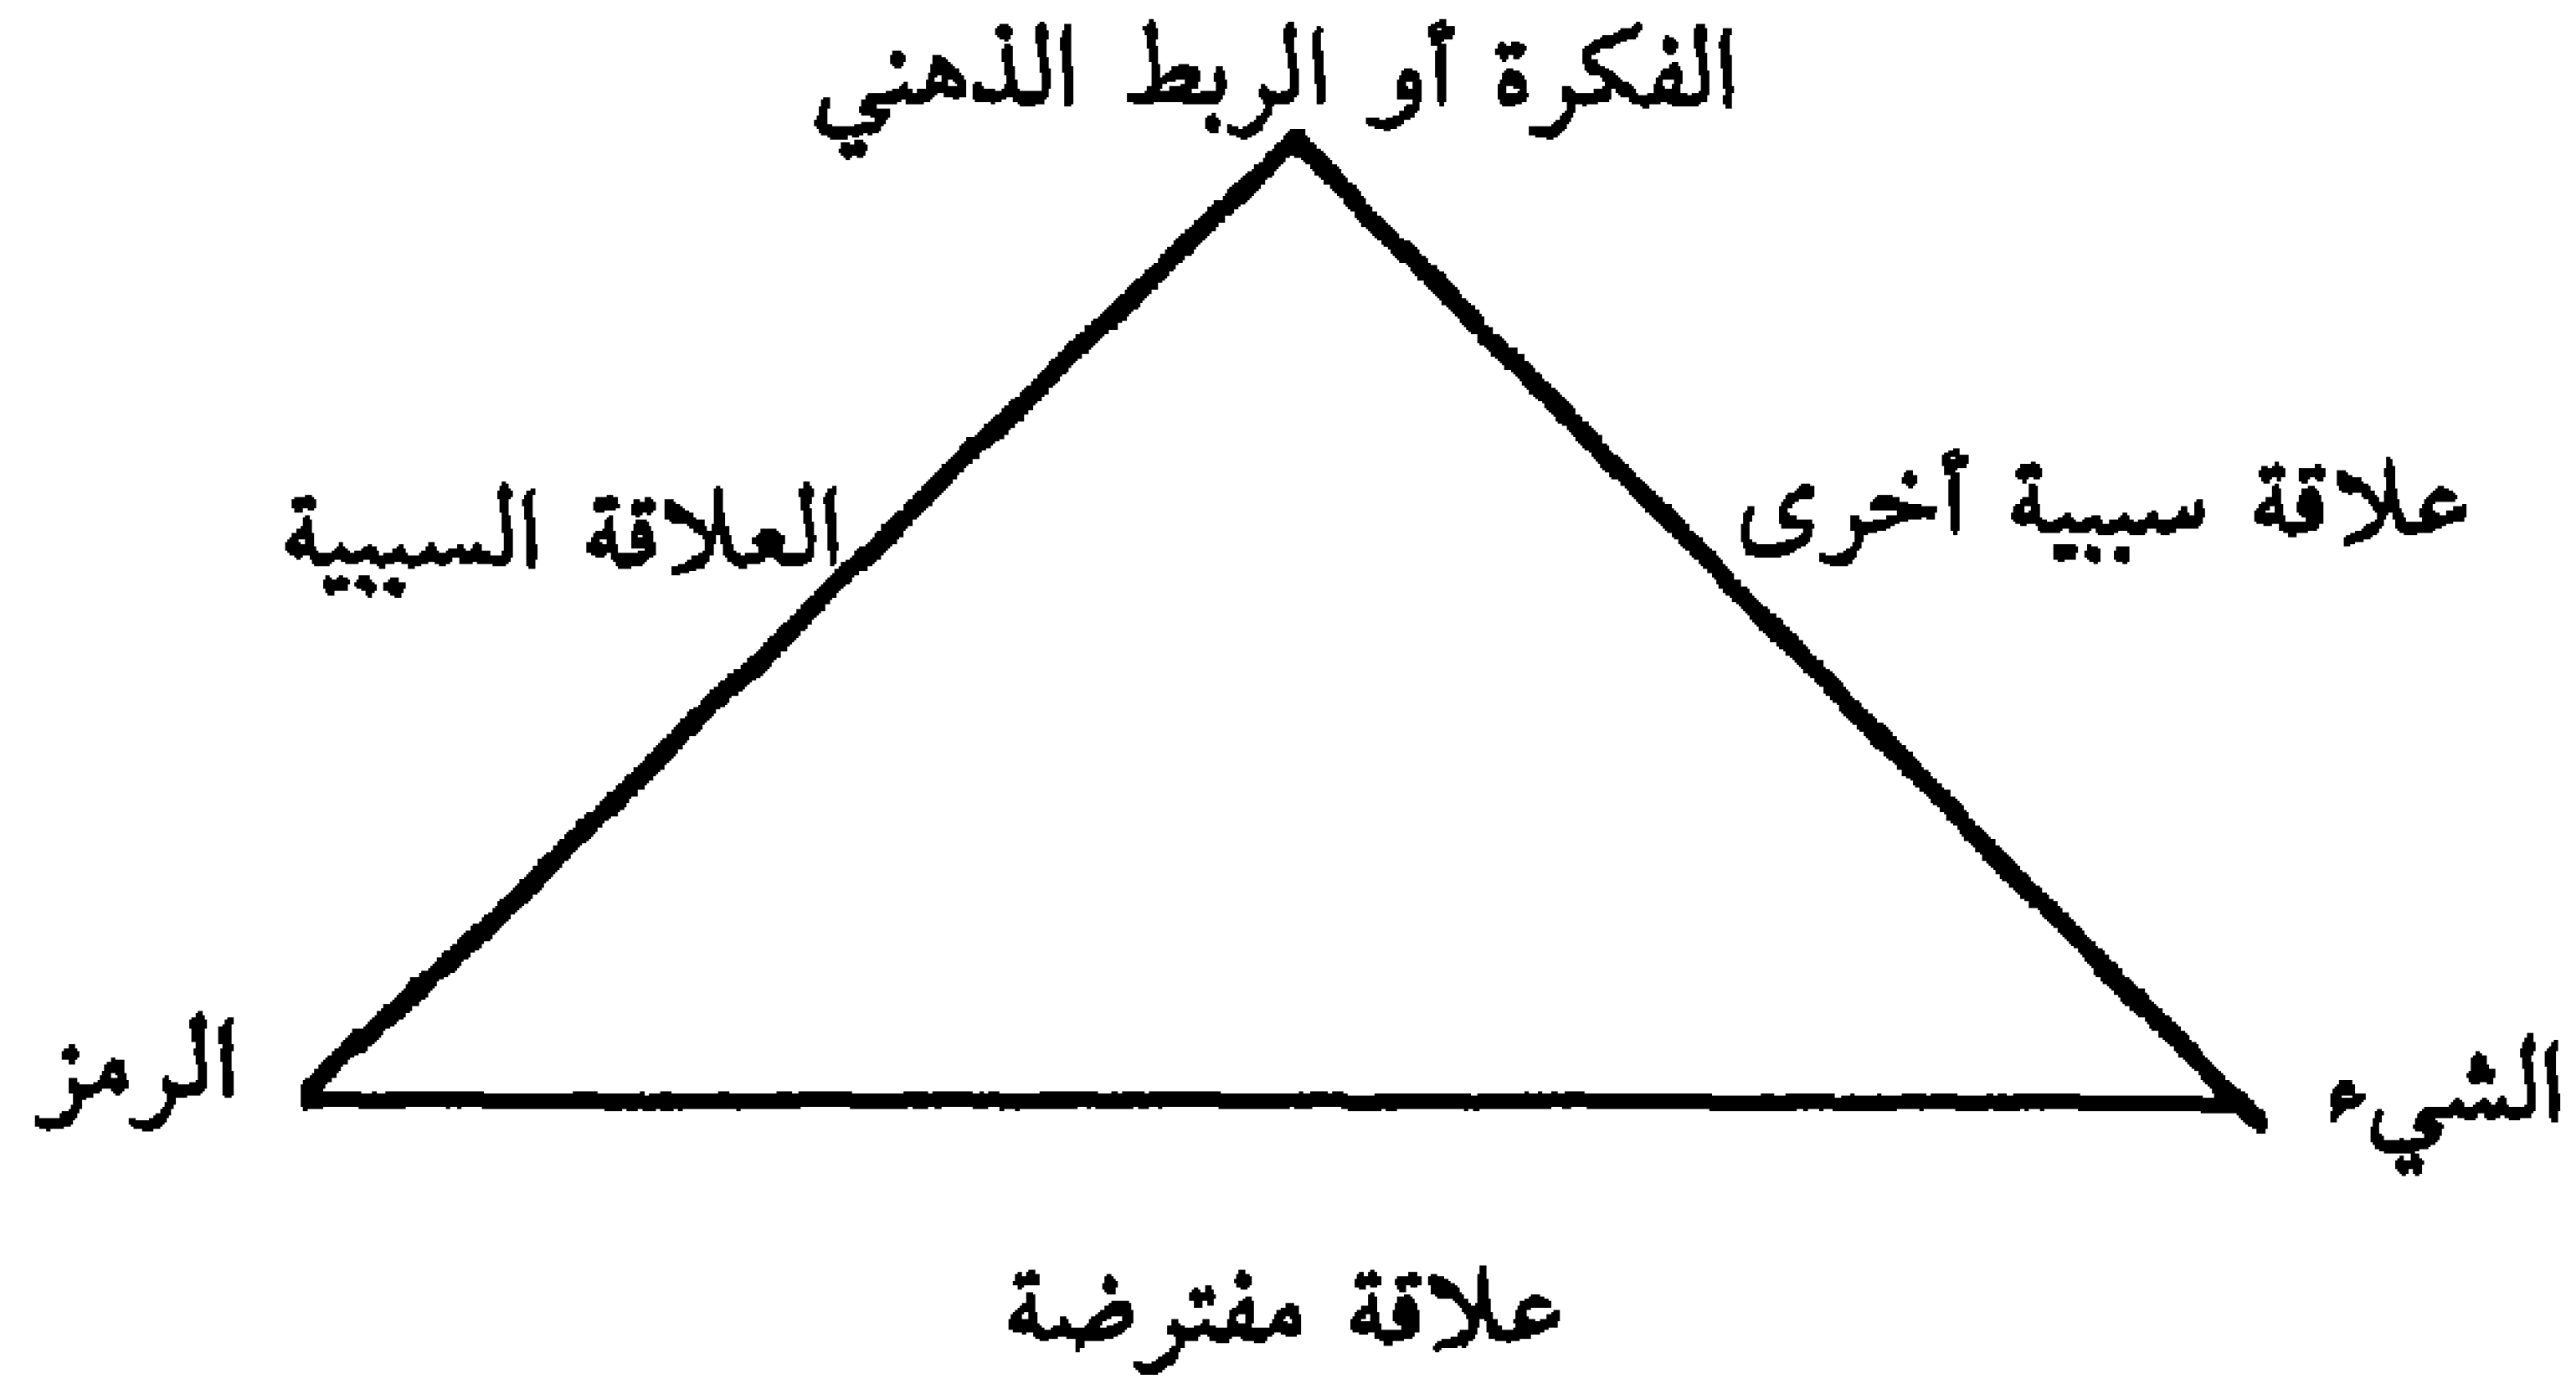 الفكرة أو الربط الذهني
علاقة سببية أخرى
العلاقة السببية
الشيء
الرمز
علاقة مفترضة